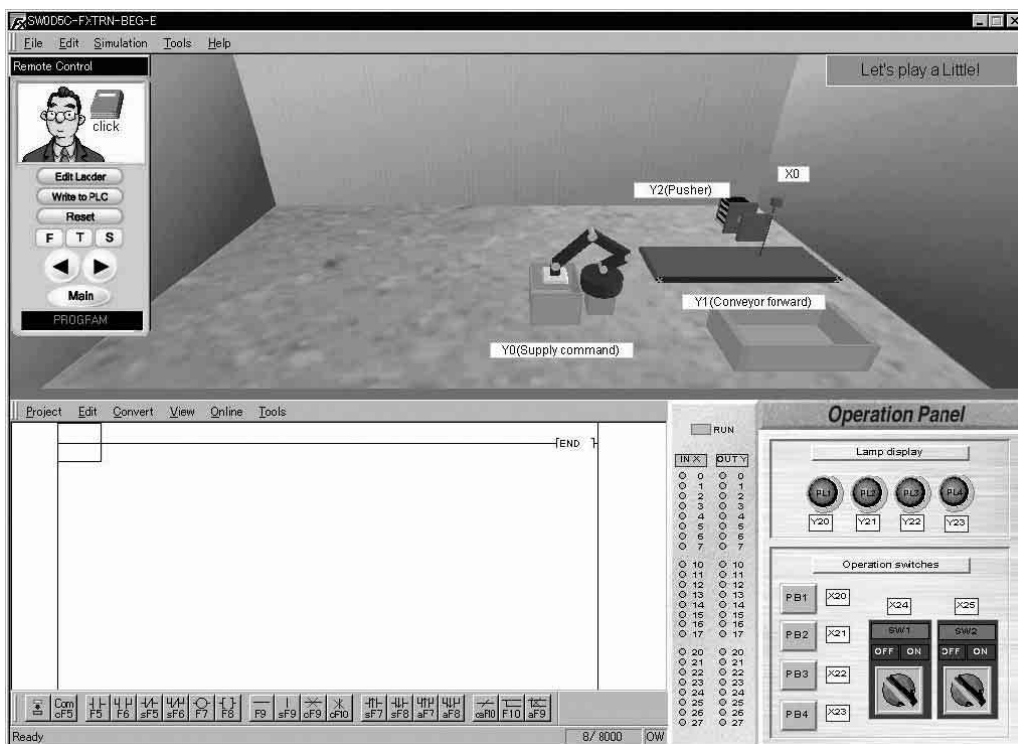 SW0D5C-FXTRN-BEG-E
File Edit Simulation Tools Help
Remote Control
Let's play a Little!
click
Edit Ladder
Write to PLC
Reset
F T S
Main
PROGRAM
X0
Y2(Pusher)
Y1(Conveyor forward)
Y0(Supply command)
Project Edit Convert View Online Tools
END
RUN
IN X OUT Y
0 0
1 1
2 2
3 3
4 4
5 5
6 6
7 7
10 10
11 11
12 12
13 13
14 14
15 15
16 16
17 17
20 20
21 21
22 22
23 23
24 24
25 25
26 26
27 27
Operation Panel
Lamp display
PL1 PL2 PL3 PL4
Y20 Y21 Y22 Y23
Operation switches
PB1 X20
PB2 X21
PB3 X22
PB4 X23
X24 X25
SW1 SW2
OFF ON OFF ON
Com
cF5 F5 F6 sF5 sF6 F7 F8 F9 sF9 cF9 cF10 sF7 sF8 aF7 aF8 caF10 F10 aF9
Ready 8/ 8000 OW